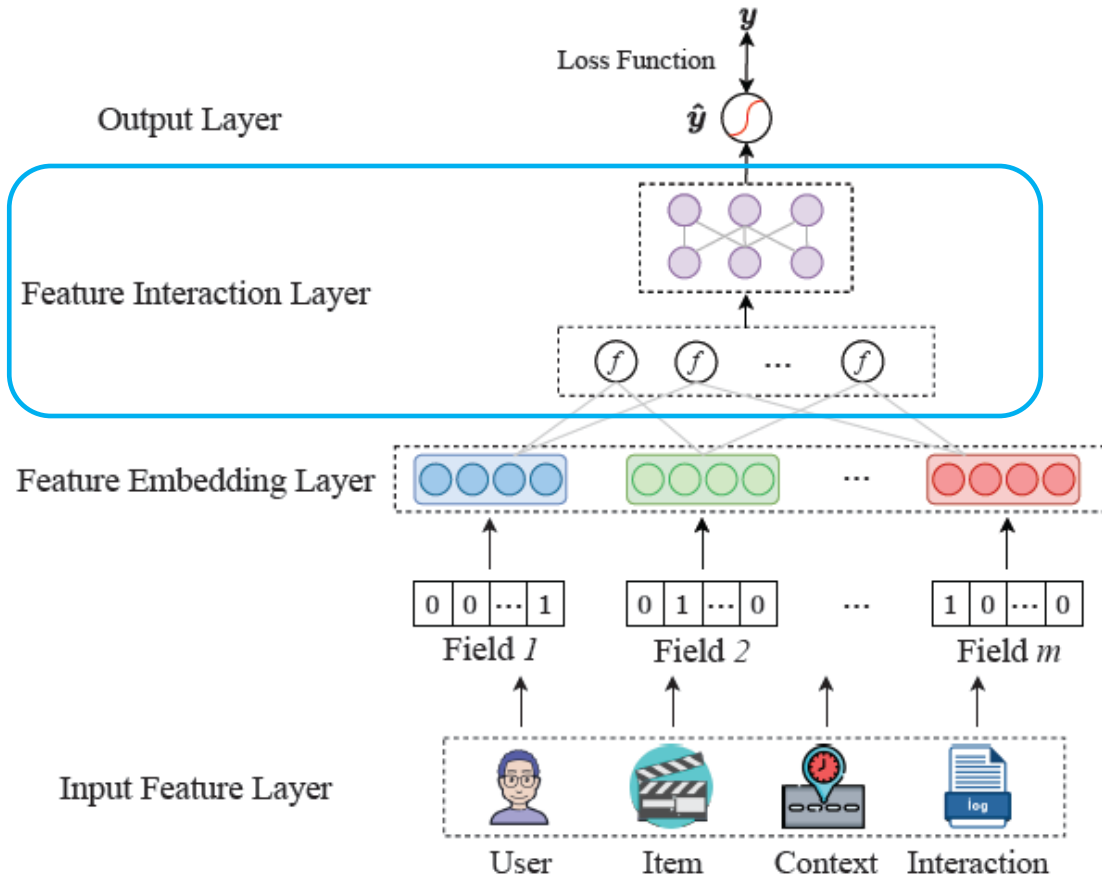 y
Loss Function
Output Layer
ŷ
Feature Interaction Layer
f f ... f
Feature Embedding Layer
...
0 0 ... 1 0 1 ... 0 ... 1 0 ... 0
Field 1 Field 2 Field m
Input Feature Layer
log
User Item Context Interaction